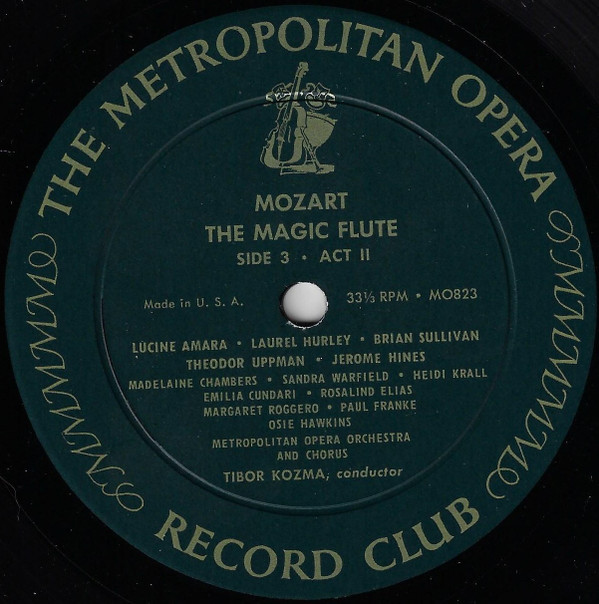 THE METROPOLITAN OPERA
MOZART
THE MAGIC FLUTE
SIDE 3 • ACT II
Made in U. S. A.
33⅓ RPM • MO823
LUCINE AMARA • LAUREL HURLEY • BRIAN SULLIVAN
THEODOR UPPMAN • JEROME HINES
MADELAINE CHAMBERS • SANDRA WARFIELD • HEIDI KRALL
EMILIA CUNDARI • ROSALIND ELIAS
MARGARET ROGGERO • PAUL FRANKE
OSIE HAWKINS
METROPOLITAN OPERA ORCHESTRA
AND CHORUS
TIBOR KOZMA, conductor
RECORD CLUB